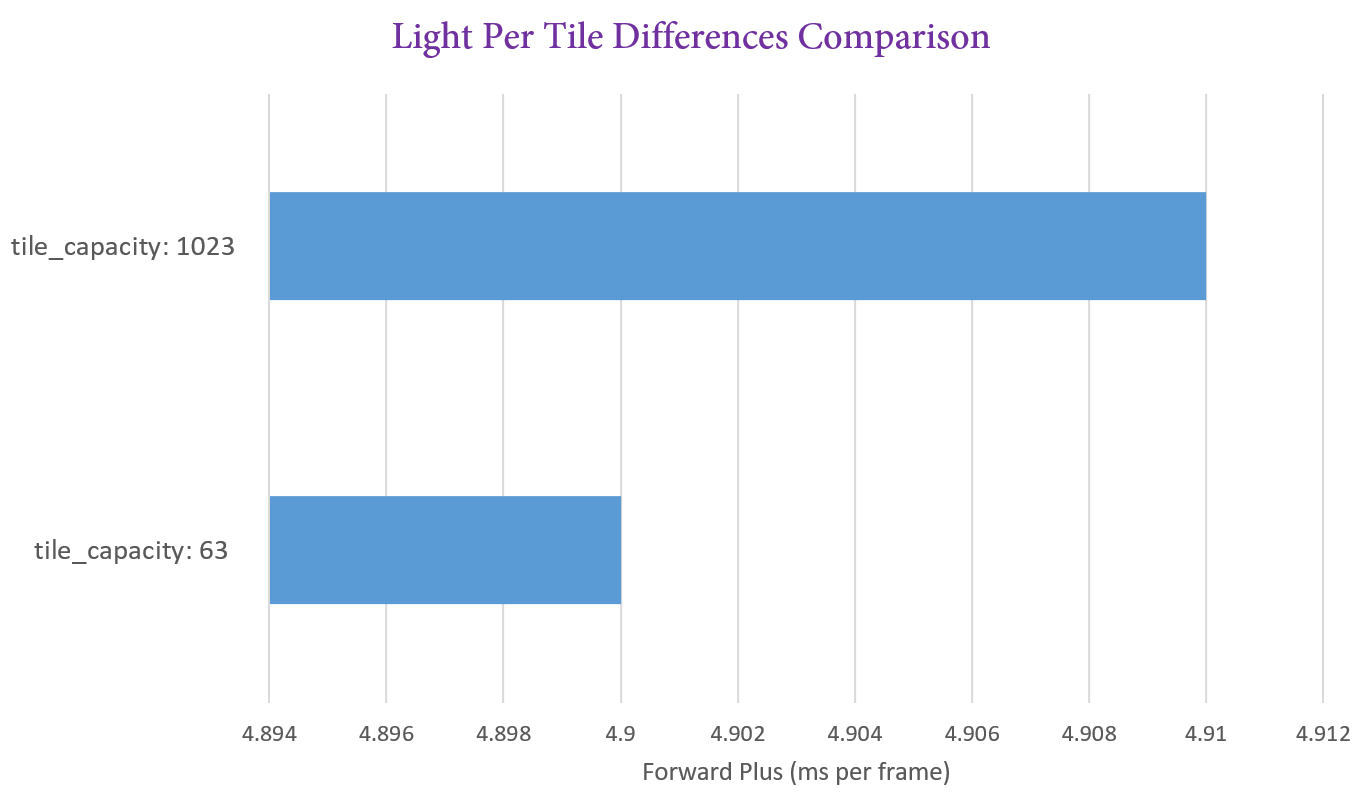 Light Per Tile Differences Comparison
tile_capacity: 1023
tile_capacity: 63
4.894 4.896 4.898 4.9 4.902 4.904 4.906 4.908 4.91 4.912
Forward Plus (ms per frame)